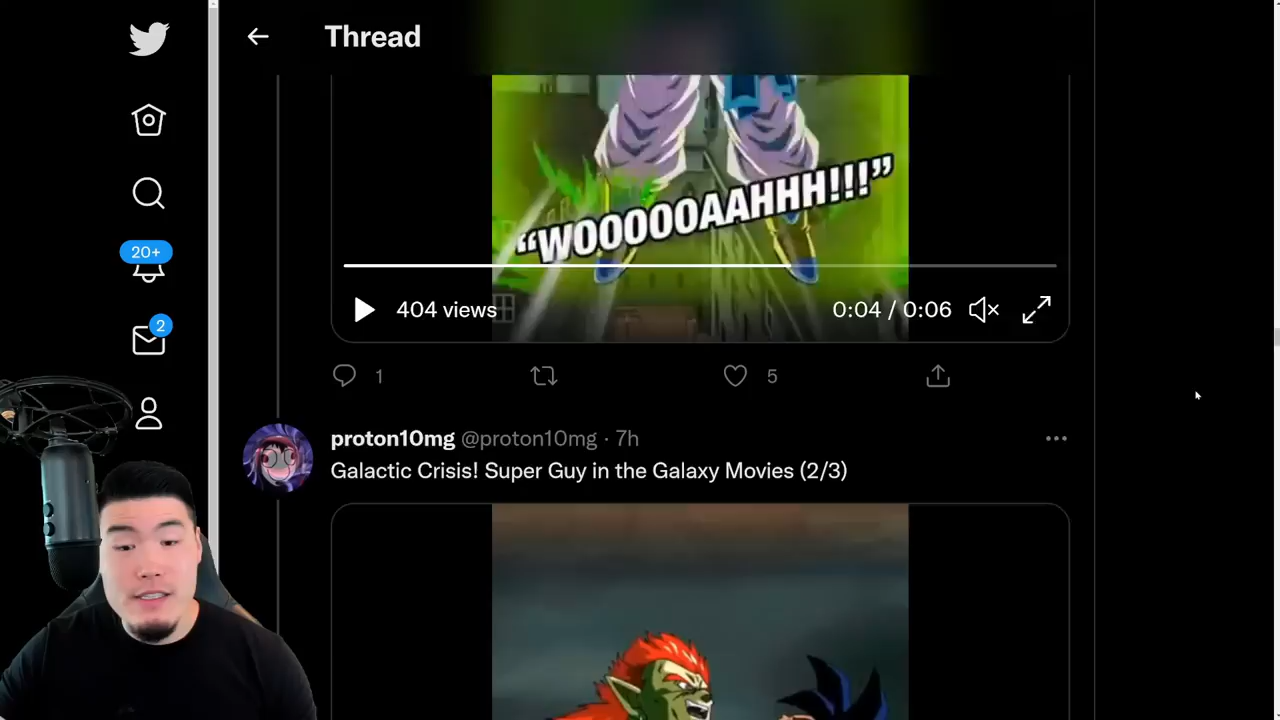 Thread
“WOOOOOAAHHH!!!”
404 views
0:04 / 0:06
20+
2
1
5
proton10mg @proton10mg · 7h
Galactic Crisis! Super Guy in the Galaxy Movies (2/3)